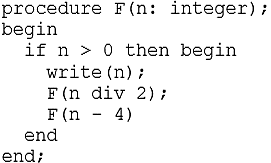 procedure F(n: integer);
begin
  if n > 0 then begin
    write(n);
    F(n div 2);
    F(n - 4)
  end
end;